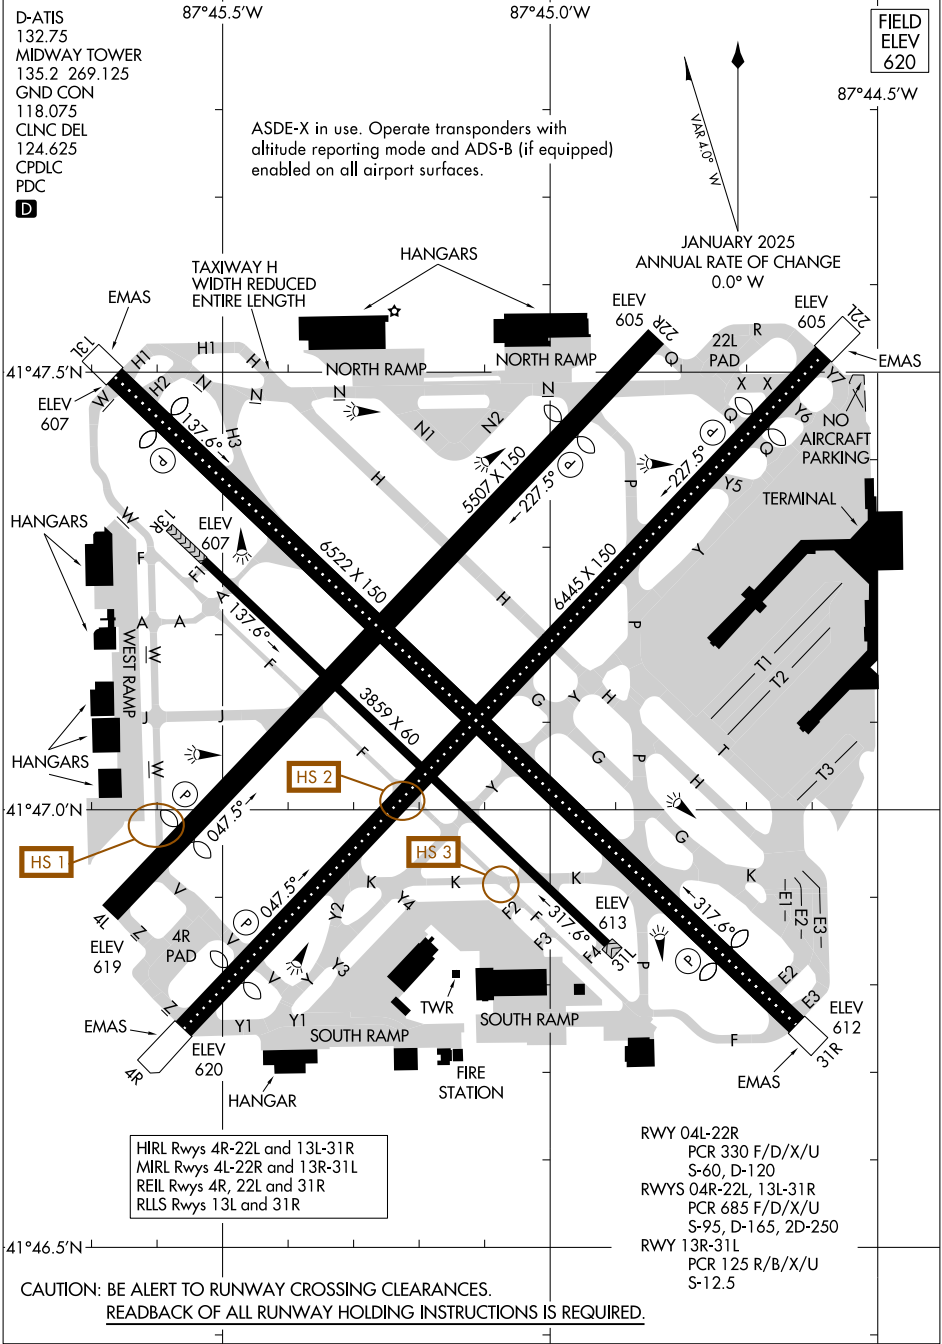 D-ATIS
132.75
MIDWAY TOWER
135.2 269.125
GND CON
118.075
CLNC DEL
124.625
CPDLC
PDC
D
87°45.5'W
87°45.0'W
FIELD
ELEV
620
87°44.5'W
ASDE-X in use. Operate transponders with
altitude reporting mode and ADS-B (if equipped)
enabled on all airport surfaces.
VAR 4.0° W
JANUARY 2025
ANNUAL RATE OF CHANGE
0.0° W
HANGARS
TAXIWAY H
WIDTH REDUCED
ENTIRE LENGTH
EMAS
ELEV
605
22R
ELEV
605
22L
R
22L
PAD
EMAS
13L
H1
H1
H
H2
N
N
N
N
NORTH RAMP
NORTH RAMP
Q
X X
Y7
41°47.5'N
ELEV
607
W
137.6°
H3
N1
N2
Q
Q
Y6
NO
AIRCRAFT
PARKING
P
H
5507 X 150
227.5°
P
P
227.5°
P
Y5
TERMINAL
HANGARS
W
13R
ELEV
607
F
F1
6522 X 150
6445 X 150
Y
H
A
137.6°
A
A
W
WEST RAMP
F
P
T1
T2
G
Y
H
J
J
3859 X 60
F
G
P
H
T
T3
HANGARS
W
HS 2
Y
P
047.5°
41°47.0'N
HS 1
HS 3
G
K
K
K
K
V
047.5°
Y2
Y4
F2
F
F3
317.6°
ELEV
613
317.6°
E1
E2
E3
4L
Z
ELEV
619
4R
PAD
V
P
V
Y
Y3
F4
31L
P
P
E2
E3
Z
TWR
EMAS
Y1
Y1
SOUTH RAMP
SOUTH RAMP
F
ELEV
612
4R
ELEV
620
31R
HANGAR
FIRE
STATION
EMAS
HIRL Rwys 4R-22L and 13L-31R
MIRL Rwys 4L-22R and 13R-31L
REIL Rwys 4R, 22L and 31R
RLLS Rwys 13L and 31R
RWY 04L-22R
PCR 330 F/D/X/U
S-60, D-120
RWYS 04R-22L, 13L-31R
PCR 685 F/D/X/U
S-95, D-165, 2D-250
RWY 13R-31L
PCR 125 R/B/X/U
S-12.5
41°46.5'N
CAUTION: BE ALERT TO RUNWAY CROSSING CLEARANCES.
READBACK OF ALL RUNWAY HOLDING INSTRUCTIONS IS REQUIRED.